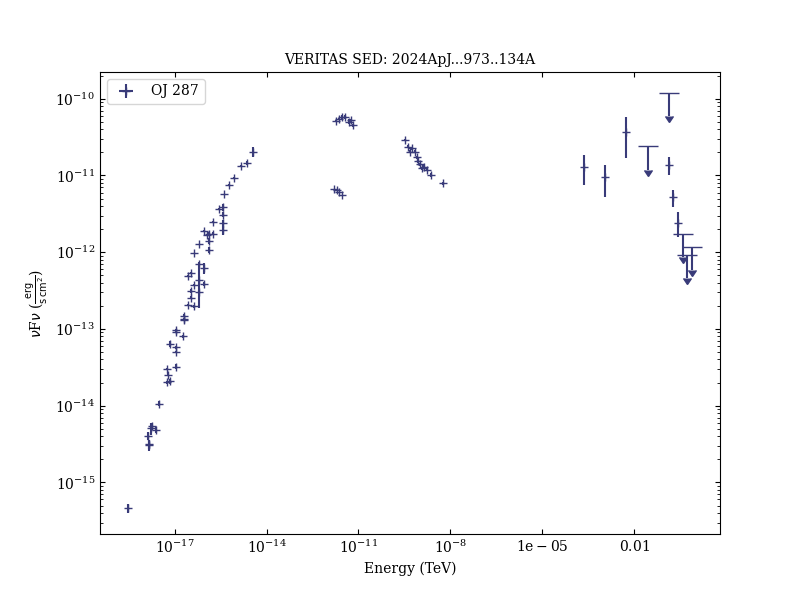 VERITAS SED: 2024ApJ...973..134A
OJ 287
10⁻¹⁰
10⁻¹¹
10⁻¹²
10⁻¹³
10⁻¹⁴
10⁻¹⁵
νFν (erg/s cm²)
10⁻¹⁷ 10⁻¹⁴ 10⁻¹¹ 10⁻⁸ 1e−05 0.01
Energy (TeV)